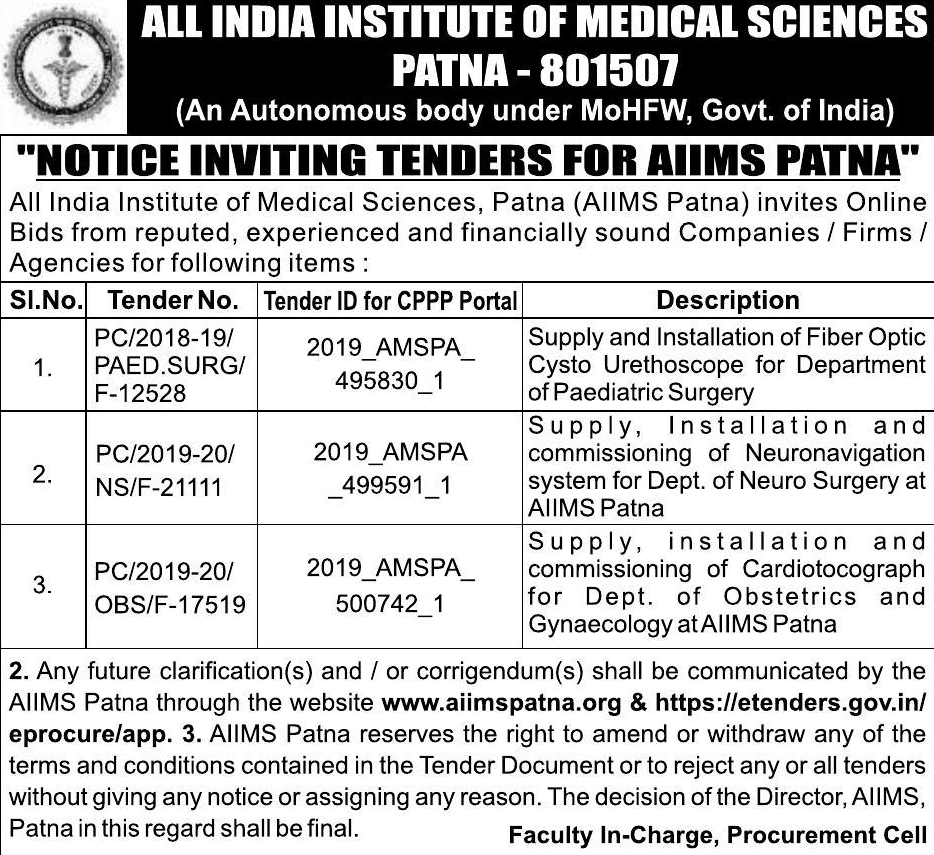 ALL INDIA INSTITUTE OF MEDICAL SCIENCES
PATNA - 801507
(An Autonomous body under MoHFW, Govt. of India)
"NOTICE INVITING TENDERS FOR AIIMS PATNA"
All India Institute of Medical Sciences, Patna (AIIMS Patna) invites Online
Bids from reputed, experienced and financially sound Companies / Firms /
Agencies for following items :
Sl.No. Tender No. Tender ID for CPPP Portal Description
1.
PC/2018-19/
PAED.SURG/
F-12528
2019_AMSPA_
495830_1
Supply and Installation of Fiber Optic
Cysto Urethoscope for Department
of Paediatric Surgery
2.
PC/2019-20/
NS/F-21111
2019_AMSPA
_499591_1
Supply, Installation and
commissioning of Neuronavigation
system for Dept. of Neuro Surgery at
AIIMS Patna
3.
PC/2019-20/
OBS/F-17519
2019_AMSPA_
500742_1
Supply, installation and
commissioning of Cardiotocograph
for Dept. of Obstetrics and
Gynaecology at AIIMS Patna
2. Any future clarification(s) and / or corrigendum(s) shall be communicated by the
AIIMS Patna through the website www.aiimspatna.org & https://etenders.gov.in/
eprocure/app. 3. AIIMS Patna reserves the right to amend or withdraw any of the
terms and conditions contained in the Tender Document or to reject any or all tenders
without giving any notice or assigning any reason. The decision of the Director, AIIMS,
Patna in this regard shall be final.
Faculty In-Charge, Procurement Cell